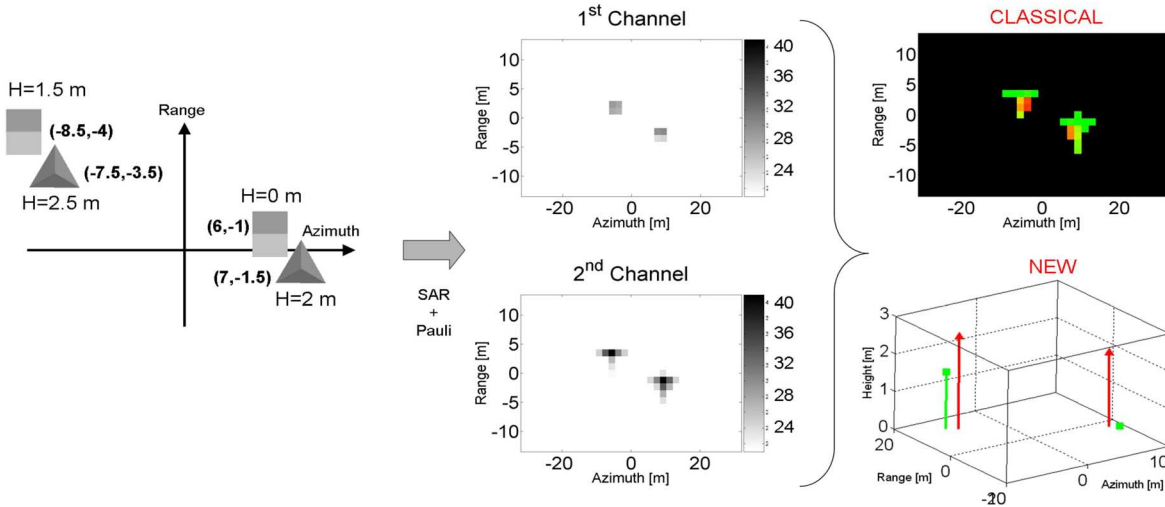 H=1.5 m
(-8.5,-4)
(-7.5,-3.5)
H=2.5 m
Range
H=0 m
(6,-1)
Azimuth
(7,-1.5)
H=2 m
SAR
+
Pauli
1st Channel
10
5
0
-5
-10
Range [m]
-20
0
20
Azimuth [m]
40
36
32
28
24
2nd Channel
10
5
0
-5
-10
Range [m]
-20
0
20
Azimuth [m]
40
36
32
28
24
CLASSICAL
10
5
0
-5
-10
Range [m]
-20
0
20
Azimuth [m]
NEW
3
2
1
0
Height[m]
20
0
Range [m]
0
10
Azimuth [m]